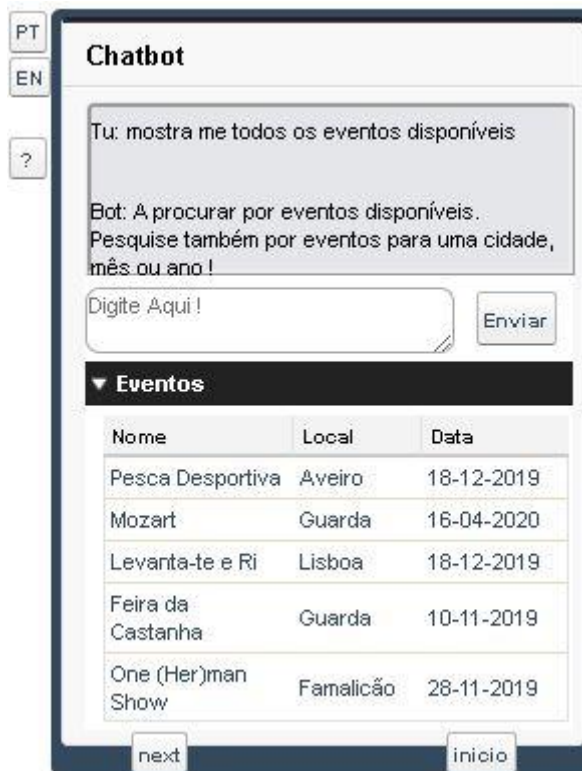 PT
EN
?
Chatbot
Tu: mostra me todos os eventos disponíveis
Bot: A procurar por eventos disponíveis.
Pesquise também por eventos para uma cidade,
mês ou ano !
Digite Aqui !
Enviar
▼ Eventos
Nome Local Data
Pesca Desportiva Aveiro 18-12-2019
Mozart Guarda 16-04-2020
Levanta-te e Ri Lisboa 18-12-2019
Feira da
Castanha Guarda 10-11-2019
One (Her)man
Show Famalicão 28-11-2019
next inicio